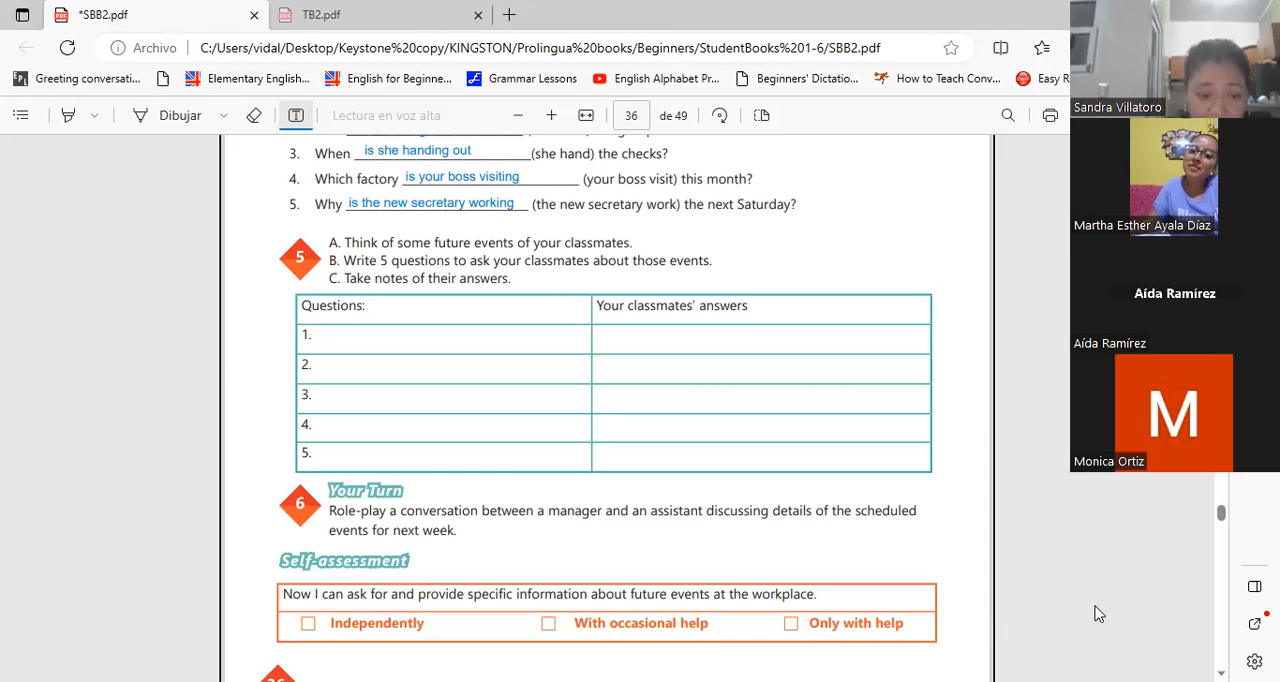 *SBB2.pdf
TB2.pdf
Archivo C:/Users/vidal/Desktop/Keystone%20copy/KINGSTON/Prolingua%20books/Beginners/StudentBooks%201-6/SBB2.pdf
Greeting conversati... Elementary English... English for Beginne... Grammar Lessons English Alphabet Pr... Beginners' Dictatio... How to Teach Conv... Easy R
Dibujar Lectura en voz alta 36 de 49
3. When is she handing out (she hand) the checks?
4. Which factory is your boss visiting (your boss visit) this month?
5. Why is the new secretary working (the new secretary work) the next Saturday?
5
A. Think of some future events of your classmates.
B. Write 5 questions to ask your classmates about those events.
C. Take notes of their answers.
Questions: Your classmates' answers
1.
2.
3.
4.
5.
6
Your Turn
Role-play a conversation between a manager and an assistant discussing details of the scheduled
events for next week.
Self-assessment
Now I can ask for and provide specific information about future events at the workplace.
Independently With occasional help Only with help
Sandra Villatoro
Martha Esther Ayala Díaz
Aída Ramírez
Aída Ramírez
M
Monica Ortiz